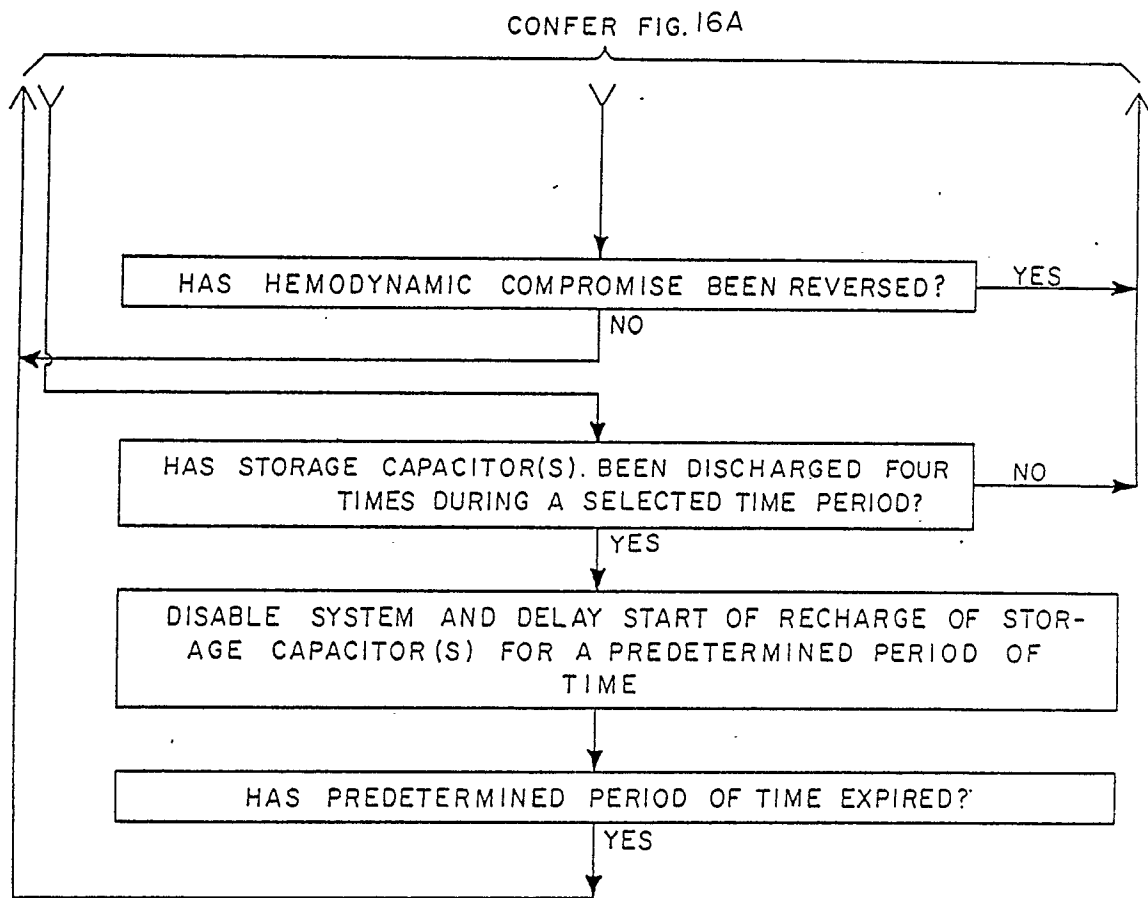 CONFER FIG. 16A
HAS HEMODYNAMIC COMPROMISE BEEN REVERSED?
YES
NO
HAS STORAGE CAPACITOR(S). BEEN DISCHARGED FOUR
TIMES DURING A SELECTED TIME PERIOD?
NO
YES
DISABLE SYSTEM AND DELAY START OF RECHARGE OF STOR-
AGE CAPACITOR(S) FOR A PREDETERMINED PERIOD OF
TIME
HAS PREDETERMINED PERIOD OF TIME EXPIRED?
YES